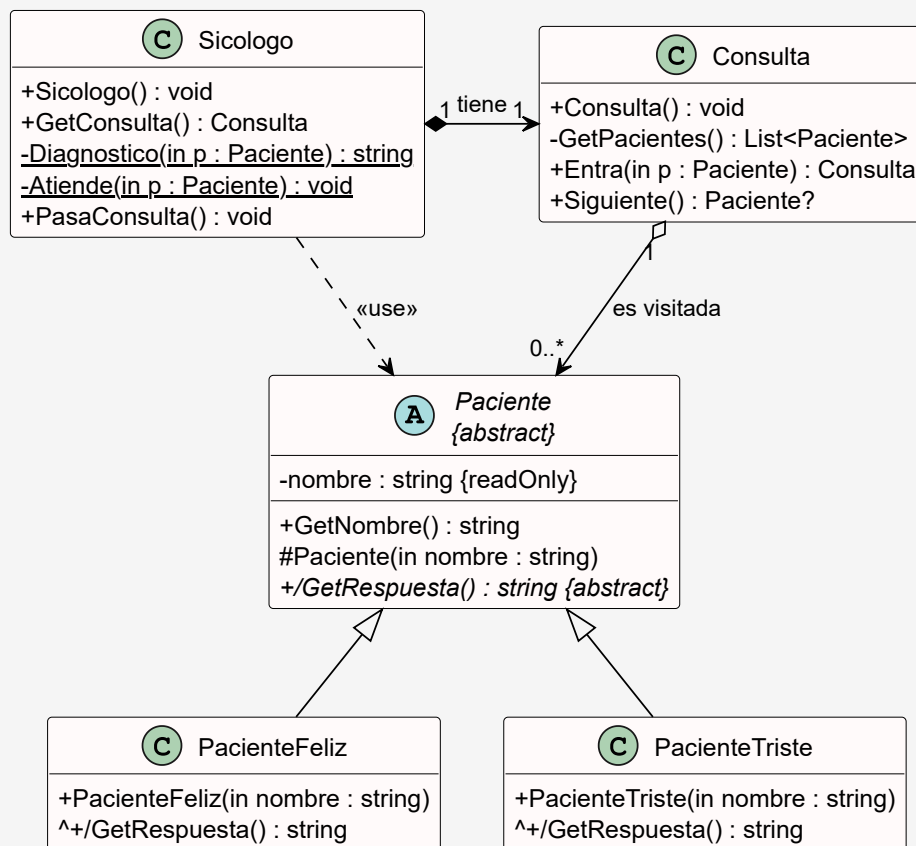 C Sicologo
+Sicologo() : void
+GetConsulta() : Consulta
-Diagnostico(in p : Paciente) : string
-Atiende(in p : Paciente) : void
+PasaConsulta() : void
1 tiene 1
C Consulta
+Consulta() : void
-GetPacientes() : List<Paciente>
+Entra(in p : Paciente) : Consulta
+Siguiente() : Paciente?
1
«use»
es visitada
0..*
A Paciente
{abstract}
-nombre : string {readOnly}
+GetNombre() : string
#Paciente(in nombre : string)
+/GetRespuesta() : string {abstract}
C PacienteFeliz
+PacienteFeliz(in nombre : string)
^+/GetRespuesta() : string
C PacienteTriste
+PacienteTriste(in nombre : string)
^+/GetRespuesta() : string